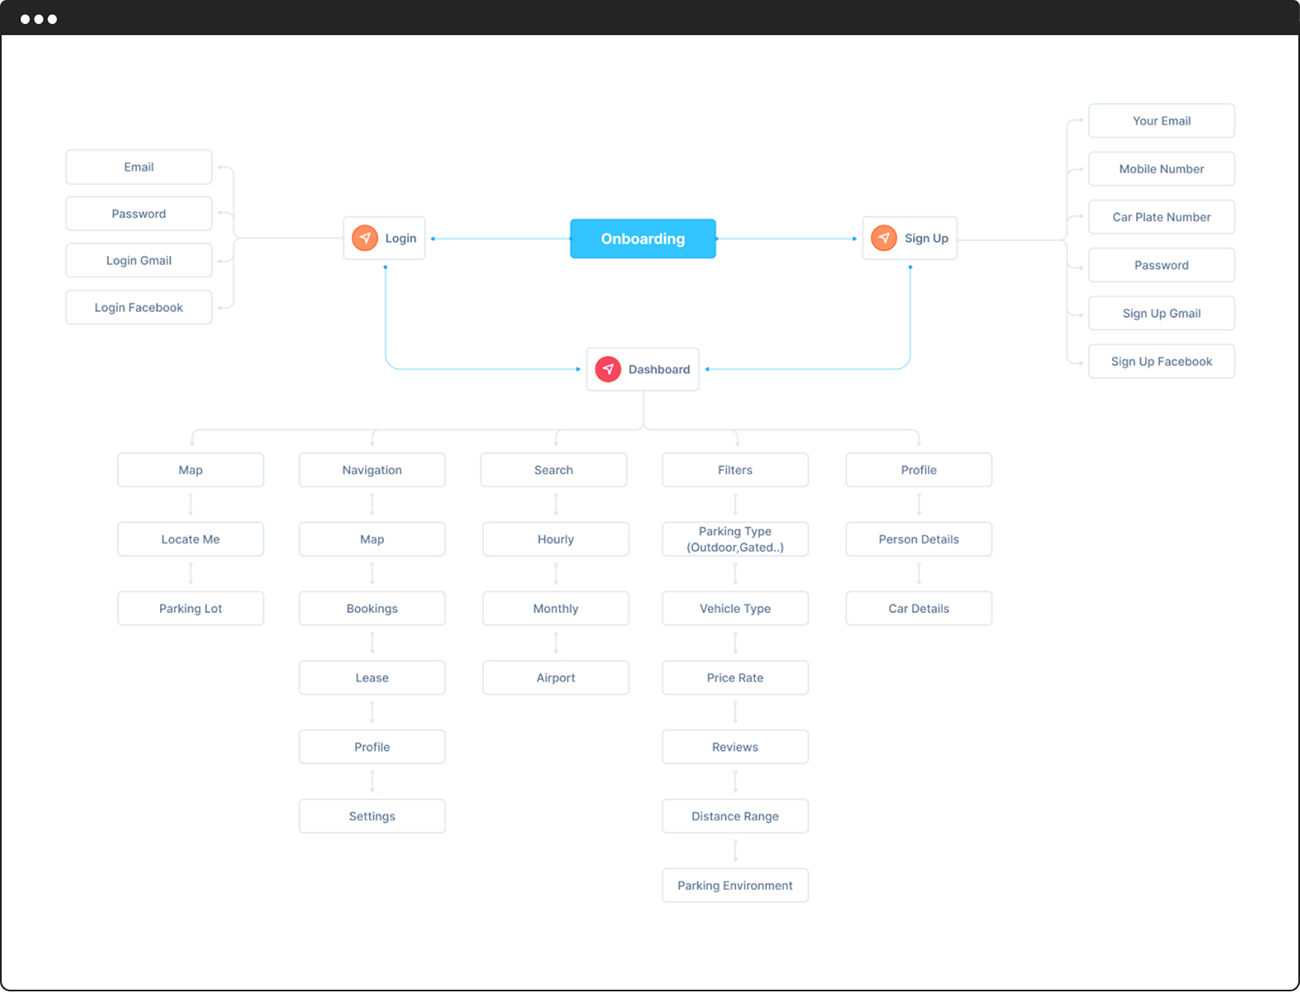 Onboarding
Login
Email
Password
Login Gmail
Login Facebook
Sign Up
Your Email
Mobile Number
Car Plate Number
Password
Sign Up Gmail
Sign Up Facebook
Dashboard
Map
Locate Me
Parking Lot
Navigation
Map
Bookings
Lease
Profile
Settings
Search
Hourly
Monthly
Airport
Filters
Parking Type
(Outdoor,Gated..)
Vehicle Type
Price Rate
Reviews
Distance Range
Parking Environment
Profile
Person Details
Car Details